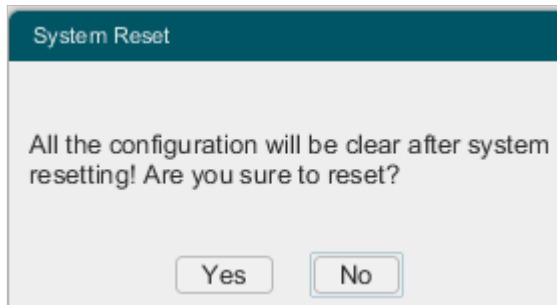 System Reset
All the configuration will be clear after system
resetting! Are you sure to reset?
Yes No